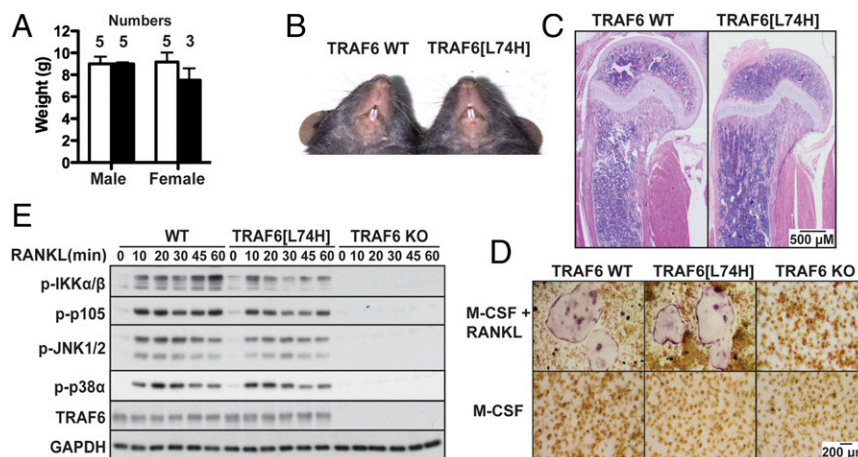 A
Numbers
5 5 5 3
12
10
8
6
4
2
0
Weight (g)
Male Female
B
TRAF6 WT TRAF6[L74H]
C
TRAF6 WT TRAF6[L74H]
500 µM
D
TRAF6 WT TRAF6[L74H] TRAF6 KO
M-CSF +
RANKL
M-CSF
200 µm
E
WT TRAF6[L74H] TRAF6 KO
RANKL(min) 0 10 20 30 45 60 0 10 20 30 45 60 0 10 20 30 45 60
p-IKKα/β
p-p105
p-JNK1/2
p-p38α
TRAF6
GAPDH